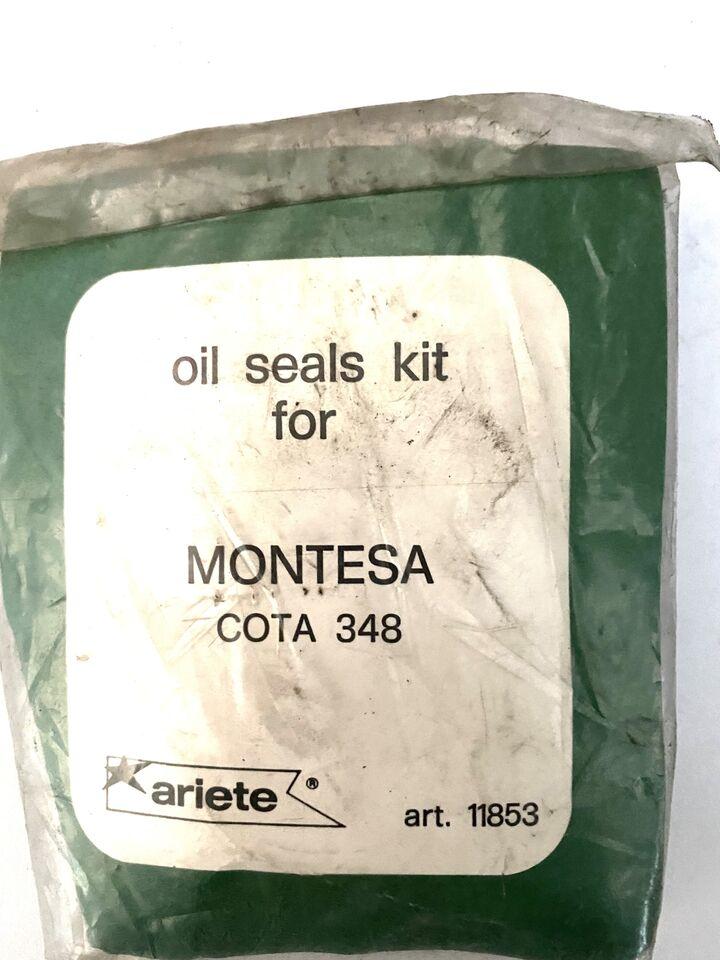 oil seals kit
for
MONTESA
COTA 348
ariete ®
art. 11853